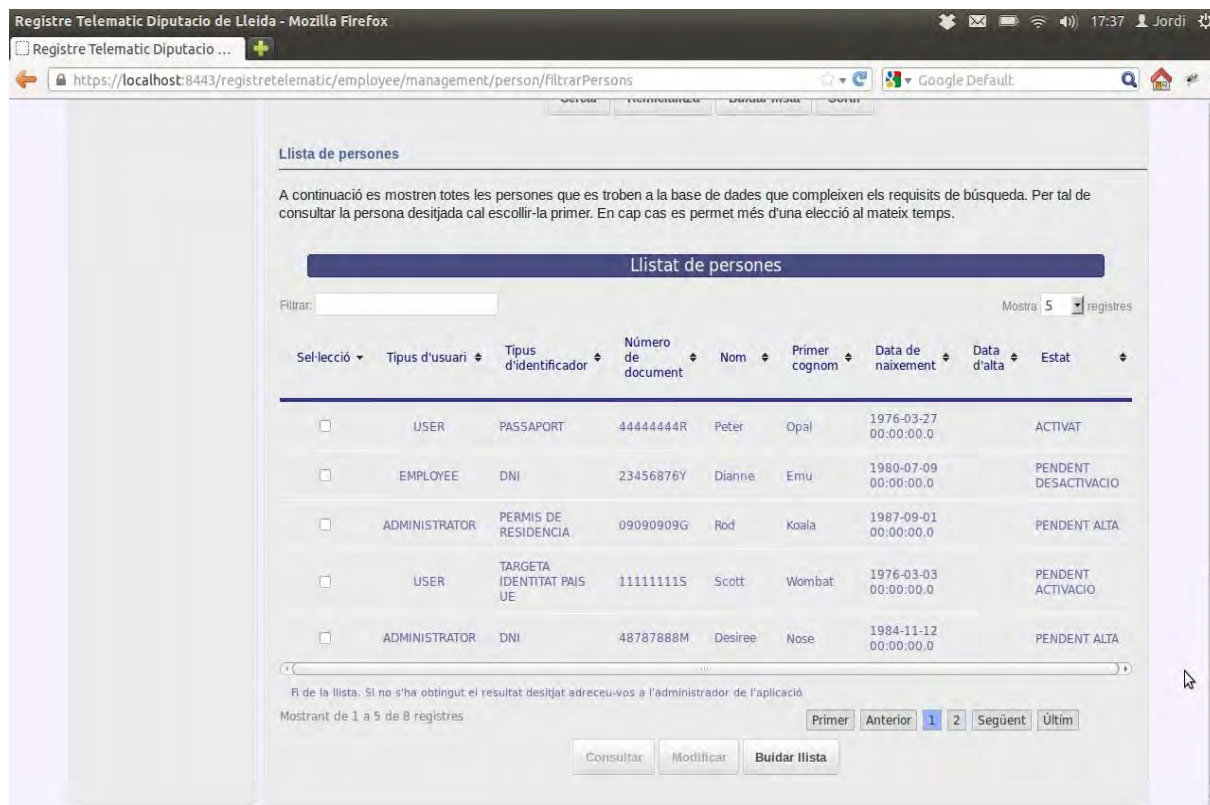 Registre Telematic Diputacio de Lleida - Mozilla Firefox
17:37 Jordi
Registre Telematic Diputacio ...
https://localhost:8443/registretelematic/employee/management/person/filtrarPersons
Google Default
Llista de persones
A continuació es mostren totes les persones que es troben a la base de dades que compleixen els requisits de búsqueda. Per tal de
consultar la persona desitjada cal escollir-la primer. En cap cas es permet més d'una elecció al mateix temps.
Llistat de persones
Filtrar:
Mostra 5 registres
Sel·lecció Tipus d'usuari Tipus d'identificador Número de document Nom Primer cognom Data de naixement Data d'alta Estat
USER PASSAPORT 44444444R Peter Opal 1976-03-27 00:00:00.0 ACTIVAT
EMPLOYEE DNI 23456876Y Dianne Emu 1980-07-09 00:00:00.0 PENDENT DESACTIVACIO
ADMINISTRATOR PERMIS DE RESIDENCIA 09090909G Rod Koala 1987-09-01 00:00:00.0 PENDENT ALTA
USER TARGETA IDENTITAT PAIS UE 11111111S Scott Wombat 1976-03-03 00:00:00.0 PENDENT ACTIVACIO
ADMINISTRATOR DNI 48787888M Desiree Nose 1984-11-12 00:00:00.0 PENDENT ALTA
Fi de la llista. Si no s'ha obtingut el resultat desitjat adreceu-vos a l'administrador de l'aplicació
Mostrant de 1 a 5 de 8 registres
Primer Anterior 1 2 Següent Últim
Consultar Modificar Buidar llista